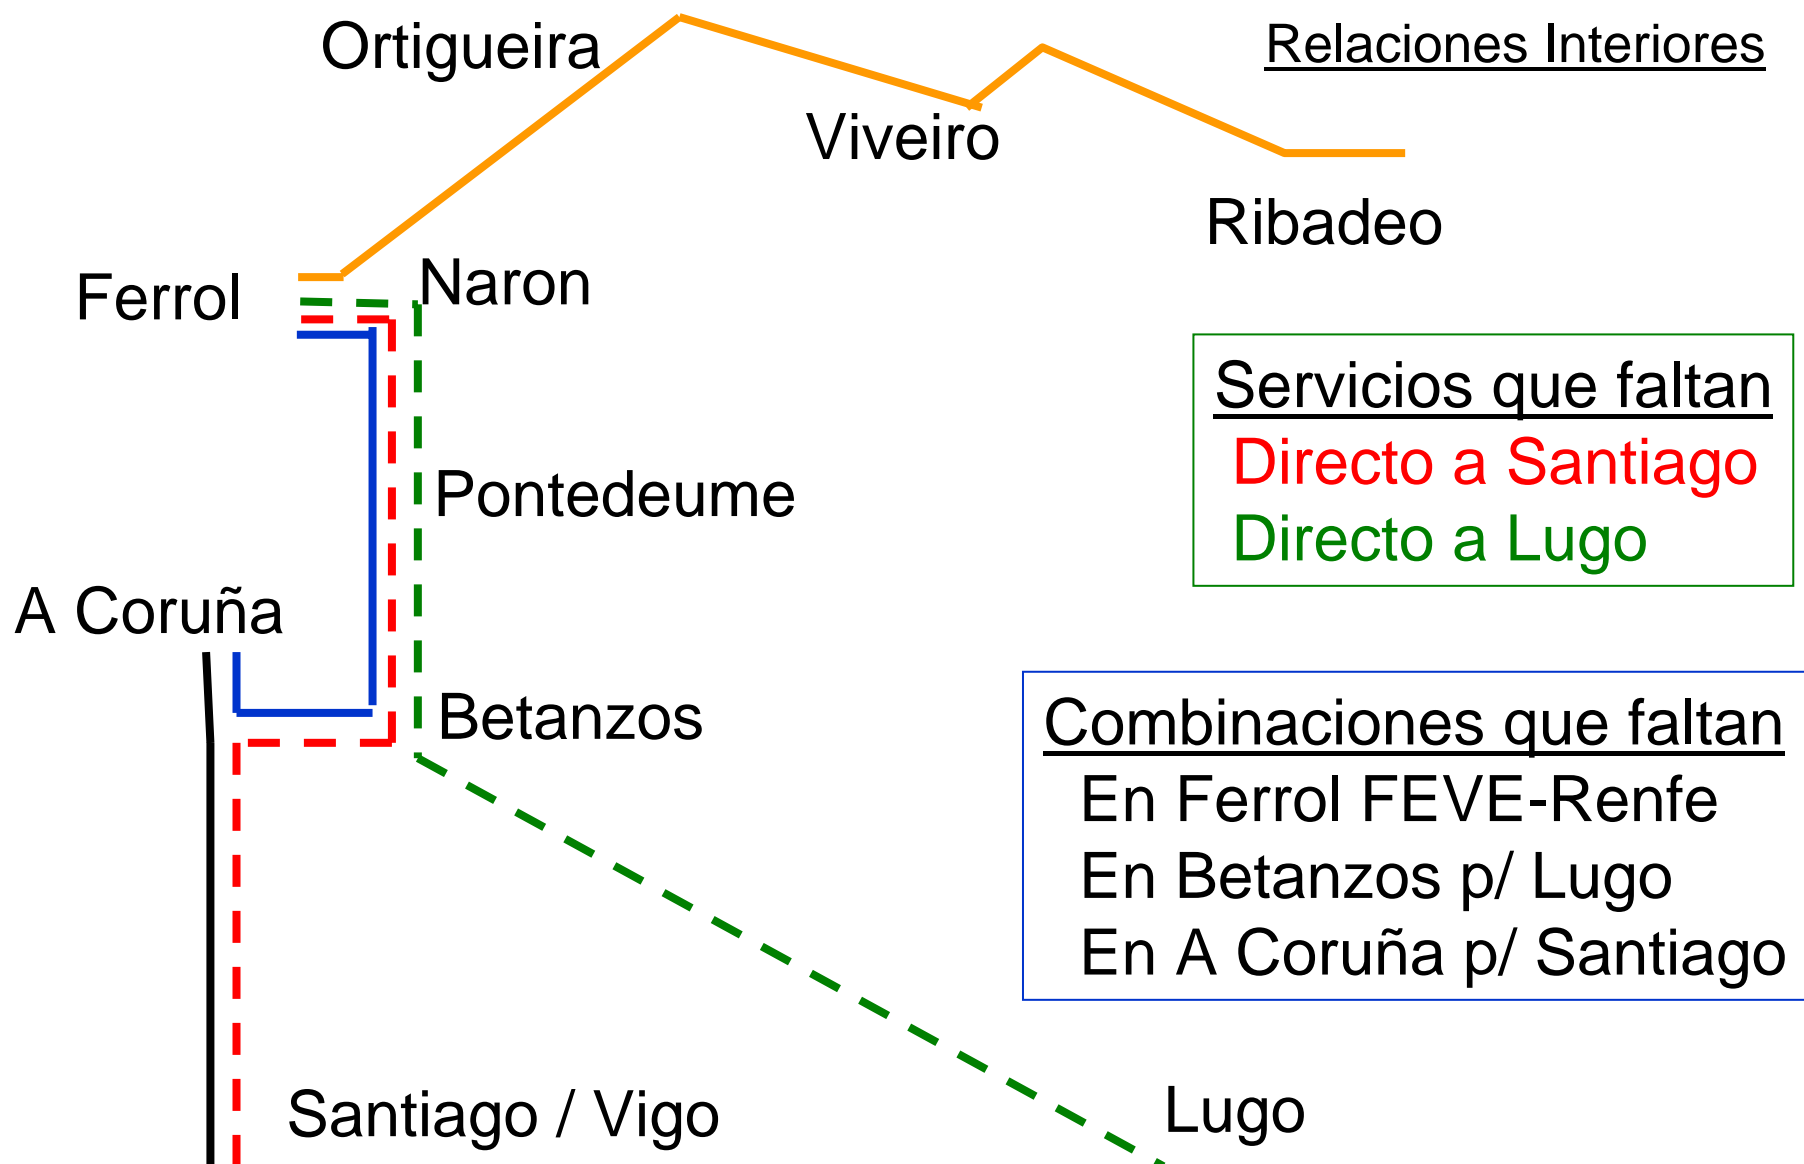 Ortigueira
Relaciones Interiores
Viveiro
Ribadeo
Ferrol
Naron
Servicios que faltan
Directo a Santiago
Directo a Lugo
Pontedeume
A Coruña
Betanzos
Combinaciones que faltan
En Ferrol FEVE-Renfe
En Betanzos p/ Lugo
En A Coruña p/ Santiago
Santiago / Vigo
Lugo